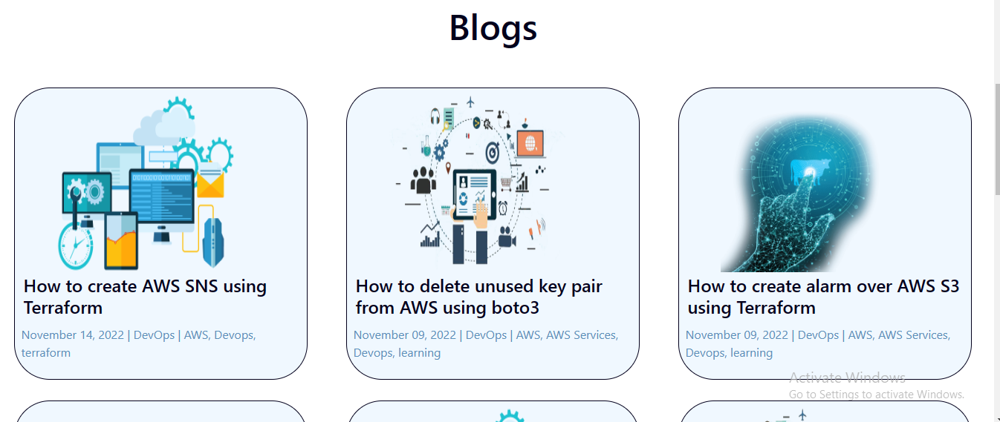 Blogs
How to create AWS SNS using
Terraform
November 14, 2022 | DevOps | AWS, Devops,
terraform
How to delete unused key pair
from AWS using boto3
November 09, 2022 | DevOps | AWS, AWS Services,
Devops, learning
How to create alarm over AWS S3
using Terraform
November 09, 2022 | DevOps | AWS, AWS Services,
Devops, learning
Activate Windows
Go to Settings to activate Windows.